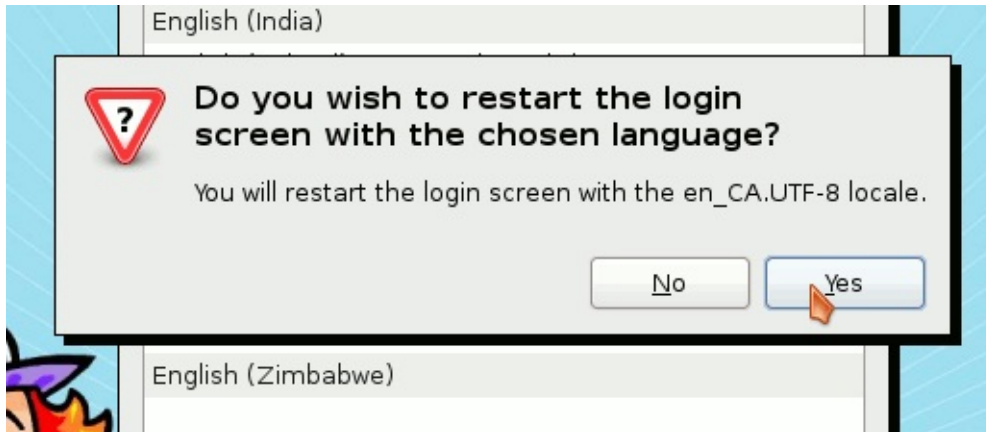 English (India)
?
Do you wish to restart the login
screen with the chosen language?
You will restart the login screen with the en_CA.UTF-8 locale.
No
Yes
English (Zimbabwe)